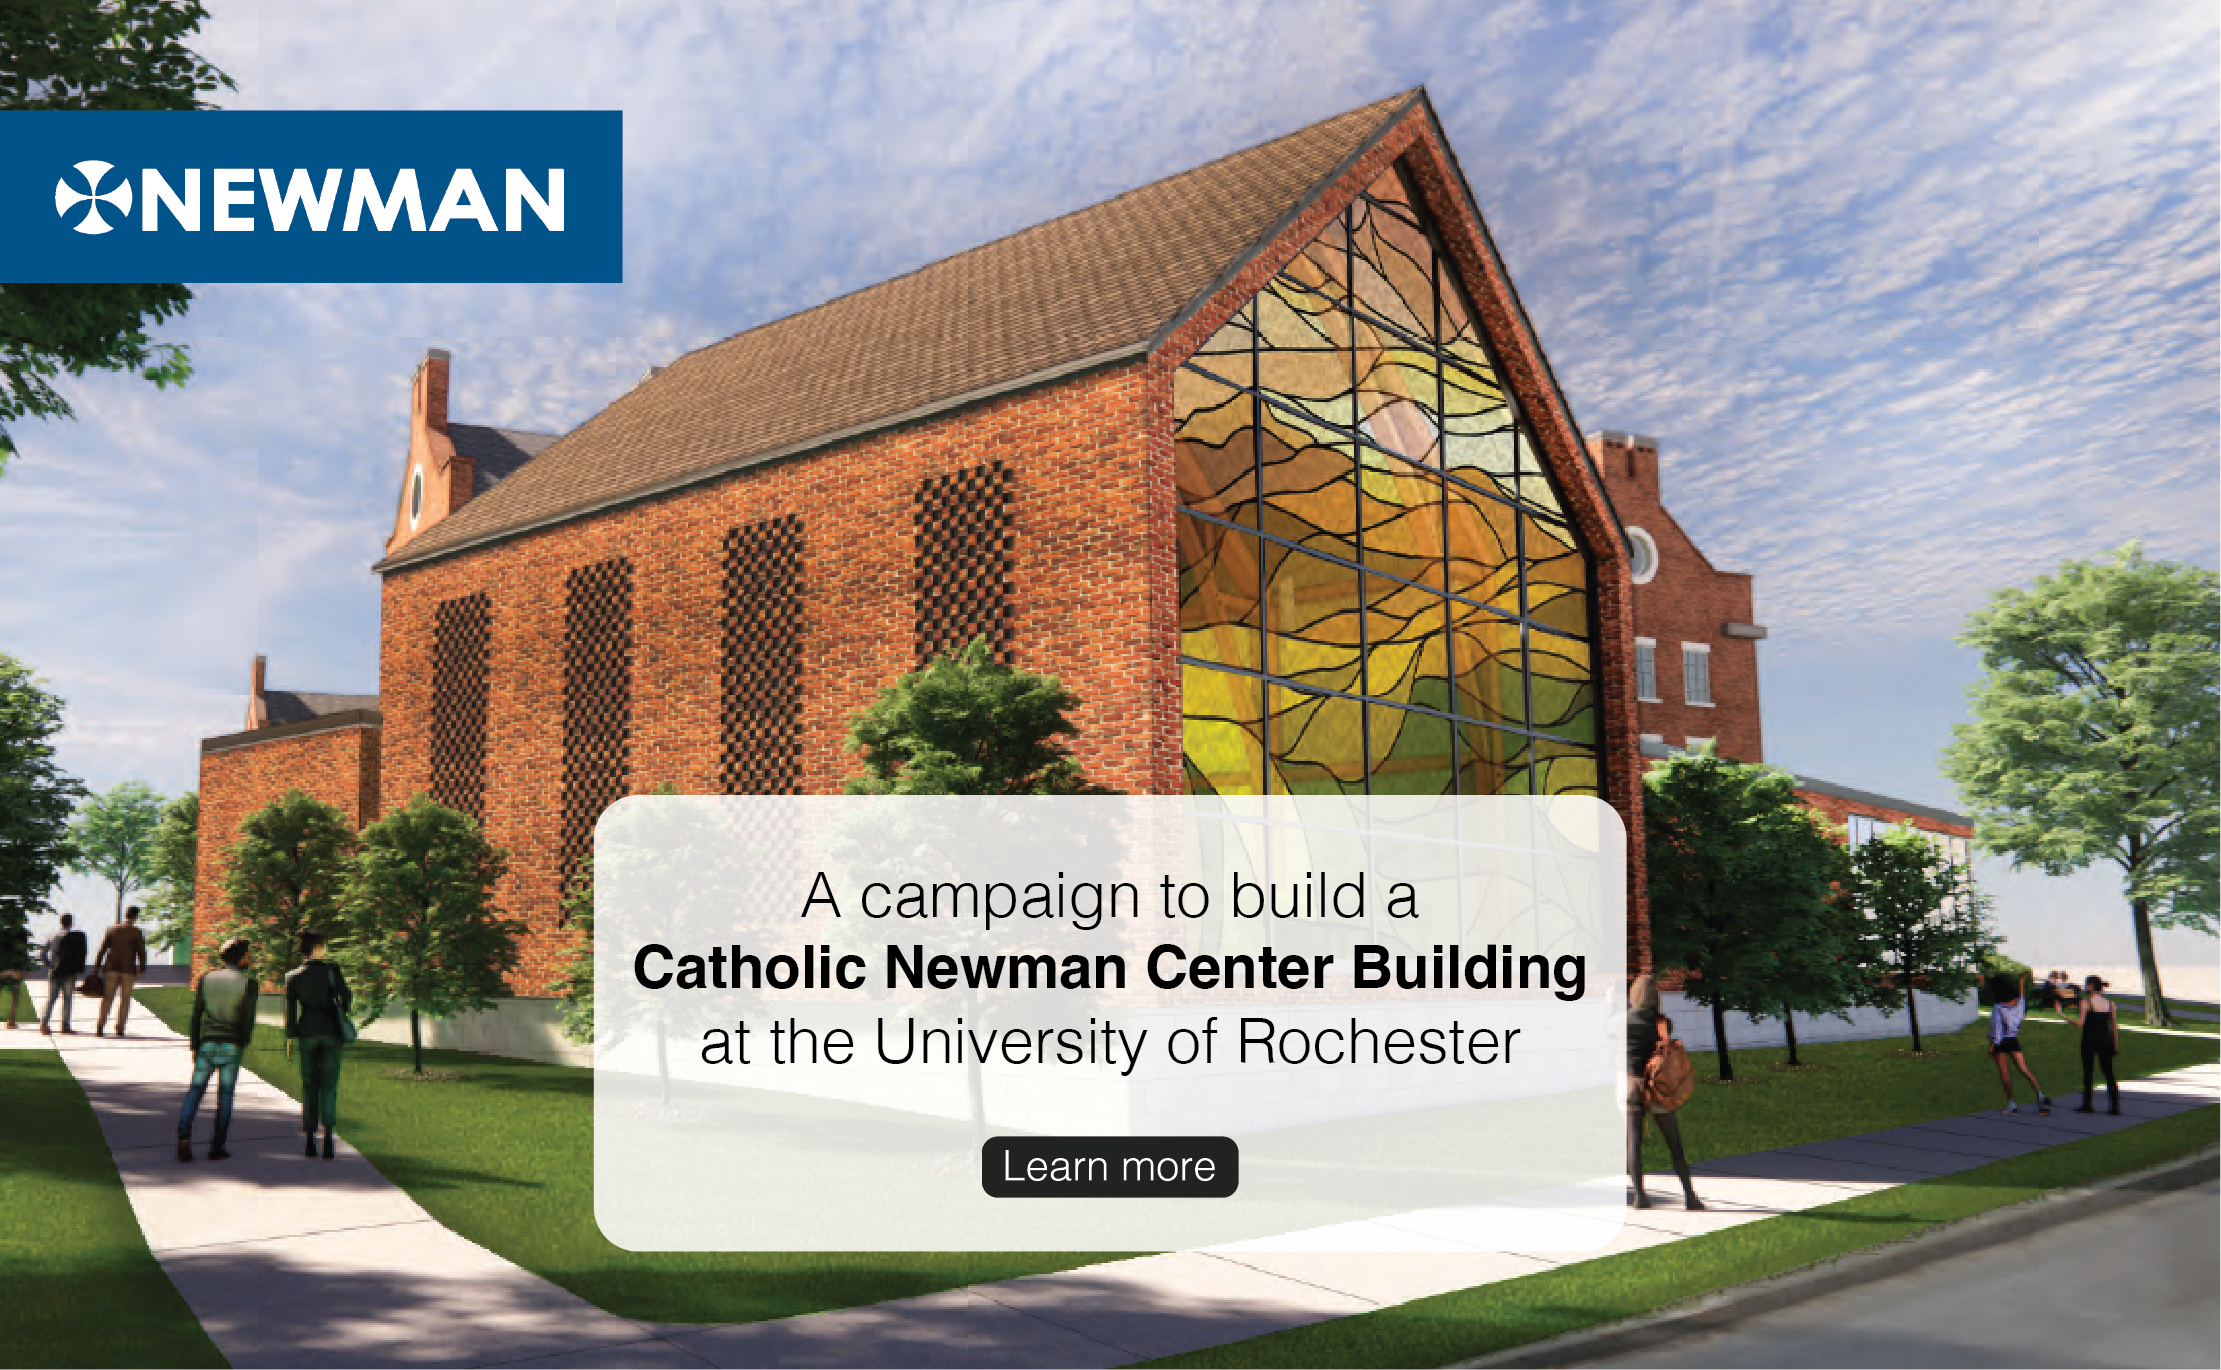 NEWMAN
A campaign to build a
Catholic Newman Center Building
at the University of Rochester
Learn more